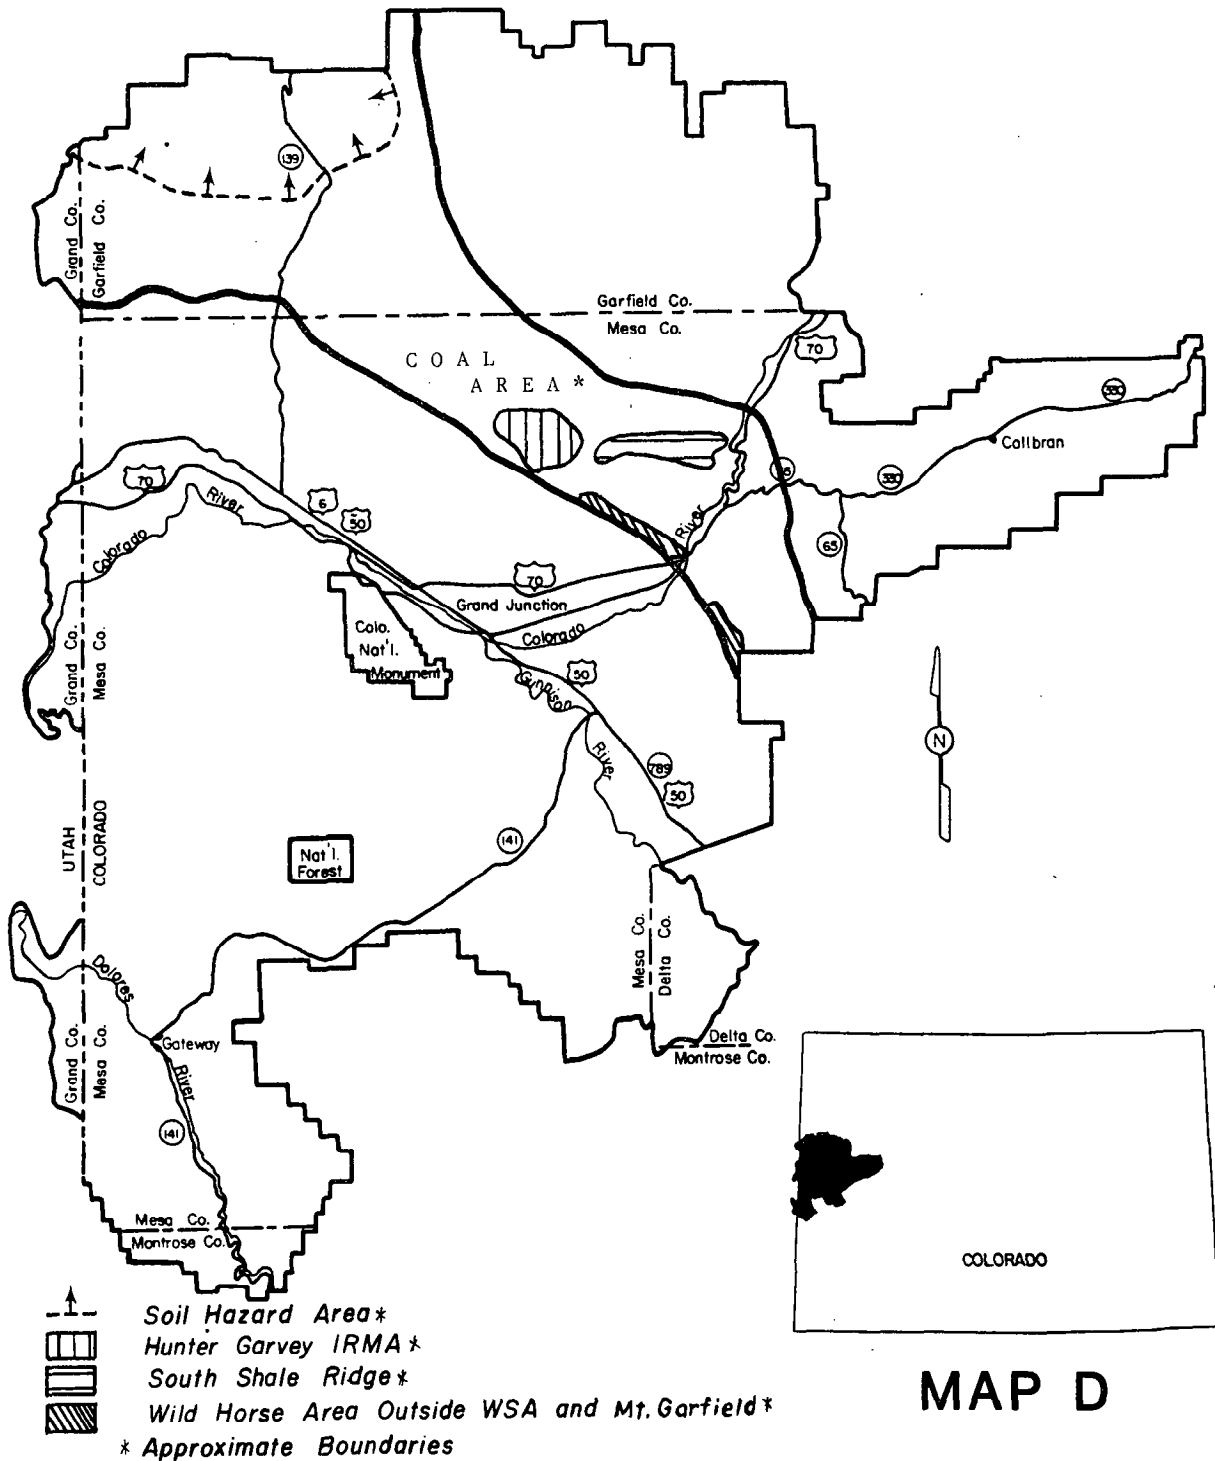 139
Grand Co.
Garfield Co.
Garfield Co.
Mesa Co.
70
COAL
AREA*
330
Collbran
330
65
70
River
6
50
River
Colorado
65
70
Grand Junction
Colorado
Colo.
Nat'l.
Monument
Grand Co.
Mesa Co.
50
Gunnison
River
N
789
50
UTAH
COLORADO
141
Nat'l.
Forest
Mesa Co.
Delta Co.
Dolores
Grand Co.
Mesa Co.
Gateway
River
Delta Co.
Montrose Co.
141
Mesa Co.
Montrose Co.
COLORADO
Soil Hazard Area*
Hunter Garvey IRMA*
South Shale Ridge*
Wild Horse Area Outside WSA and Mt. Garfield*
* Approximate Boundaries
MAP D